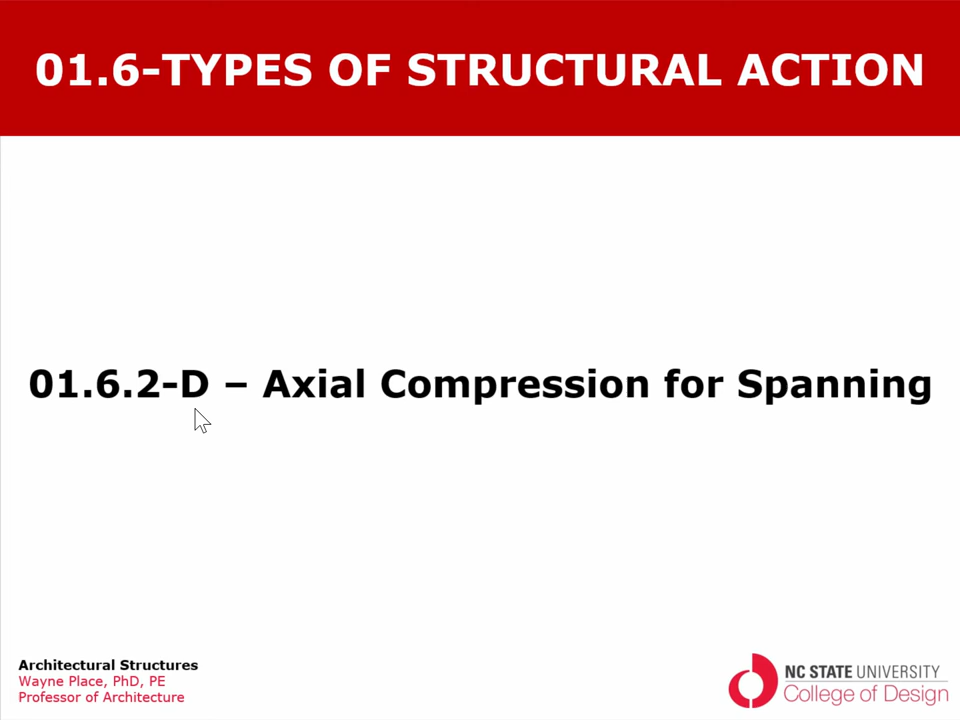 01.6-TYPES OF STRUCTURAL ACTION
01.6.2-D – Axial Compression for Spanning
Architectural Structures
Wayne Place, PhD, PE
Professor of Architecture
NC STATE UNIVERSITY
College of Design